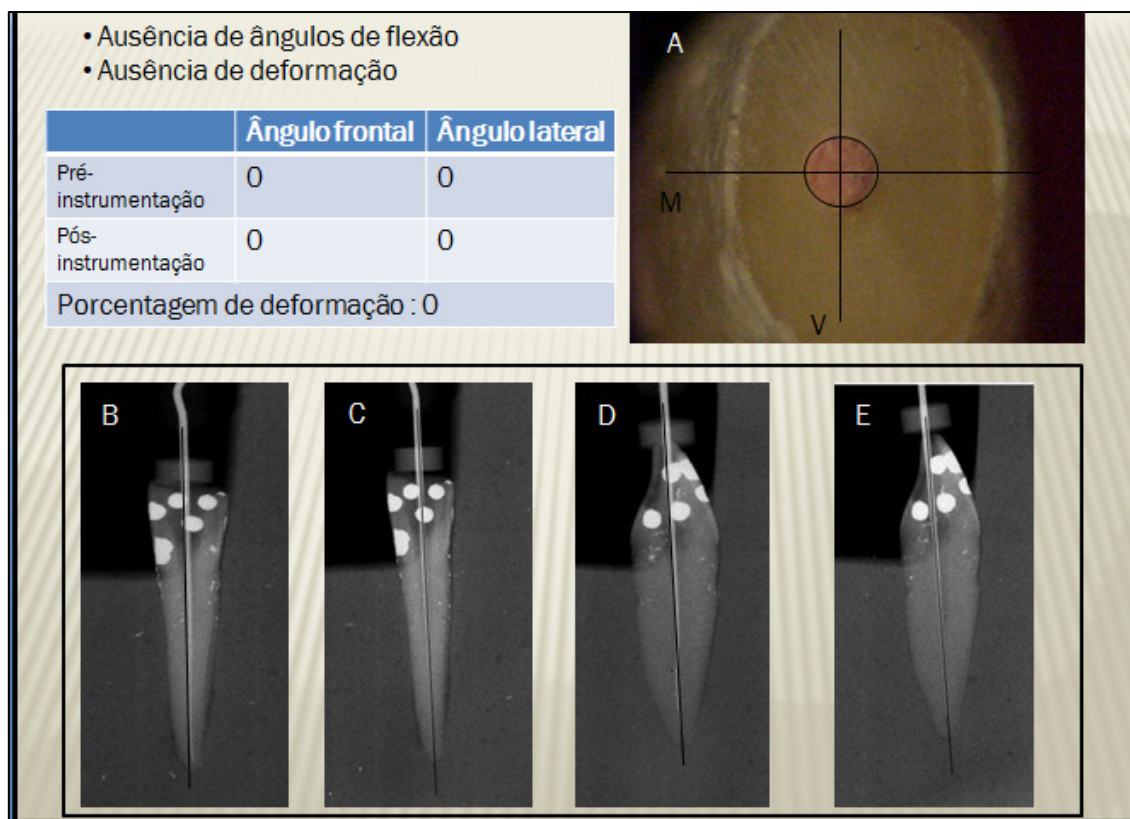 • Ausência de ângulos de flexão
• Ausência de deformação
Ângulo frontal Ângulo lateral
Pré-
instrumentação 0 0
Pós-
instrumentação 0 0
Porcentagem de deformação : 0
A
M
V
B C D E